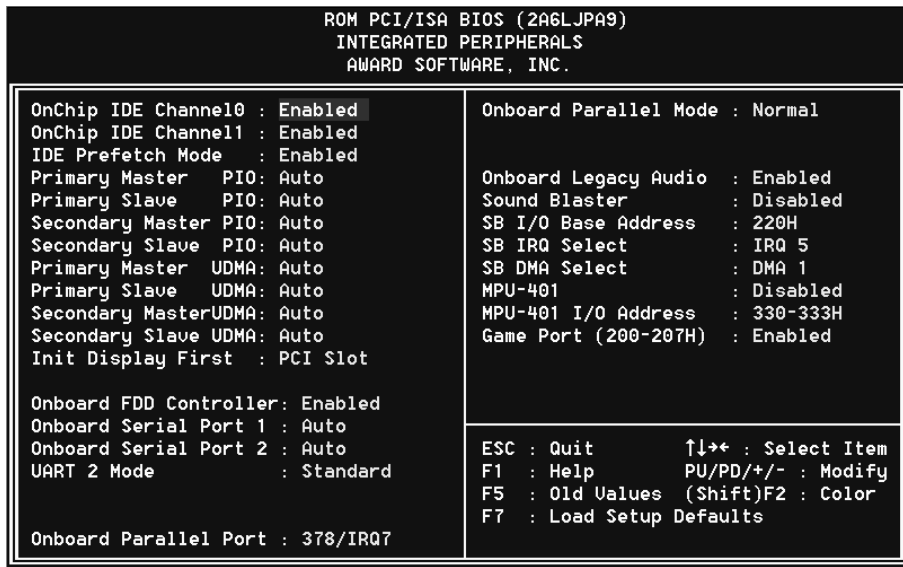 ROM PCI/ISA BIOS (2A6LJPA9)
INTEGRATED PERIPHERALS
AWARD SOFTWARE, INC.
OnChip IDE Channel0 : Enabled
OnChip IDE Channel1 : Enabled
IDE Prefetch Mode : Enabled
Primary Master PIO: Auto
Primary Slave PIO: Auto
Secondary Master PIO: Auto
Secondary Slave PIO: Auto
Primary Master UDMA: Auto
Primary Slave UDMA: Auto
Secondary MasterUDMA: Auto
Secondary Slave UDMA: Auto
Init Display First : PCI Slot
Onboard FDD Controller: Enabled
Onboard Serial Port 1 : Auto
Onboard Serial Port 2 : Auto
UART 2 Mode : Standard
Onboard Parallel Port : 378/IRQ7
Onboard Parallel Mode : Normal
Onboard Legacy Audio : Enabled
Sound Blaster : Disabled
SB I/O Base Address : 220H
SB IRQ Select : IRQ 5
SB DMA Select : DMA 1
MPU-401 : Disabled
MPU-401 I/O Address : 330-333H
Game Port (200-207H) : Enabled
ESC : Quit ↑↓→← : Select Item
F1 : Help PU/PD/+/- : Modify
F5 : Old Values (Shift)F2 : Color
F7 : Load Setup Defaults